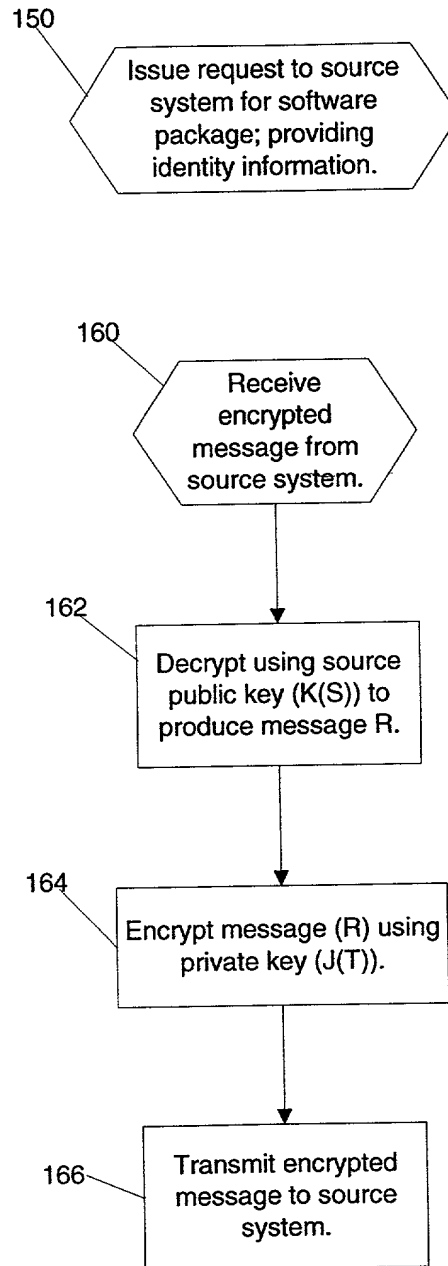 150
Issue request to source
system for software
package; providing
identity information.
160
Receive
encrypted
message from
source system.
162
Decrypt using source
public key (K(S)) to
produce message R.
164
Encrypt message (R) using
private key (J(T)).
166
Transmit encrypted
message to source
system.